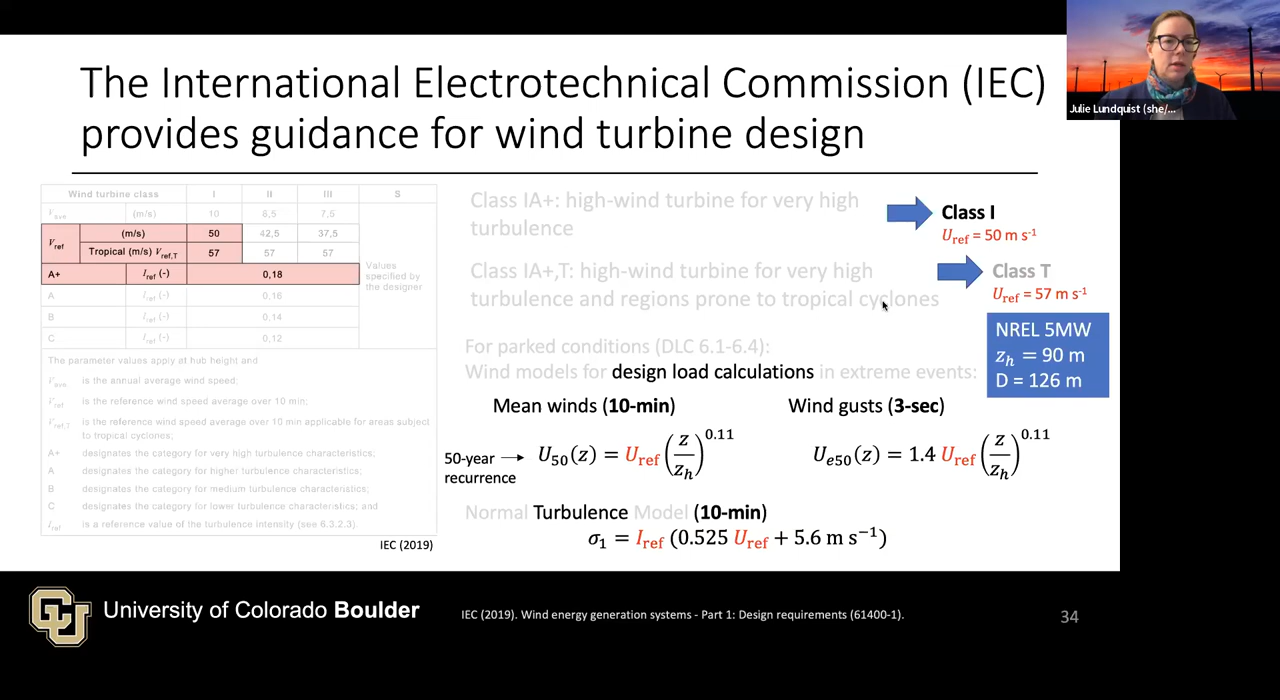 The International Electrotechnical Commission (IEC)
provides guidance for wind turbine design
Julie Lundquist (she/...
Wind turbine class I II III S
V_ave (m/s) 10 8,5 7,5
V_ref (m/s) 50 42,5 37,5
Tropical (m/s) V_ref,T 57 57 57
A+ I_ref (-) 0,18
A I_ref (-) 0,16
B I_ref (-) 0,14
C I_ref (-) 0,12
Values
specified by
the designer
The parameter values apply at hub height and
V_ave is the annual average wind speed;
V_ref is the reference wind speed average over 10 min;
V_ref,T is the reference wind speed average over 10 min applicable for areas subject
to tropical cyclones;
A+ designates the category for very high turbulence characteristics;
A designates the category for higher turbulence characteristics;
B designates the category for medium turbulence characteristics;
C designates the category for lower turbulence characteristics; and
I_ref is a reference value of the turbulence intensity (see 6.3.2.3).
IEC (2019)
Class IA+: high-wind turbine for very high
turbulence
Class I
U_ref = 50 m s⁻¹
Class IA+,T: high-wind turbine for very high
turbulence and regions prone to tropical cyclones
Class T
U_ref = 57 m s⁻¹
NREL 5MW
z_h = 90 m
D = 126 m
For parked conditions (DLC 6.1-6.4):
Wind models for design load calculations in extreme events:
Mean winds (10-min)
50-year
recurrence
U_50(z) = U_ref (z/z_h)^0.11
Wind gusts (3-sec)
U_e50(z) = 1.4 U_ref (z/z_h)^0.11
Normal Turbulence Model (10-min)
σ_1 = I_ref (0.525 U_ref + 5.6 m s⁻¹)
CU
University of Colorado Boulder
IEC (2019). Wind energy generation systems - Part 1: Design requirements (61400-1).
34